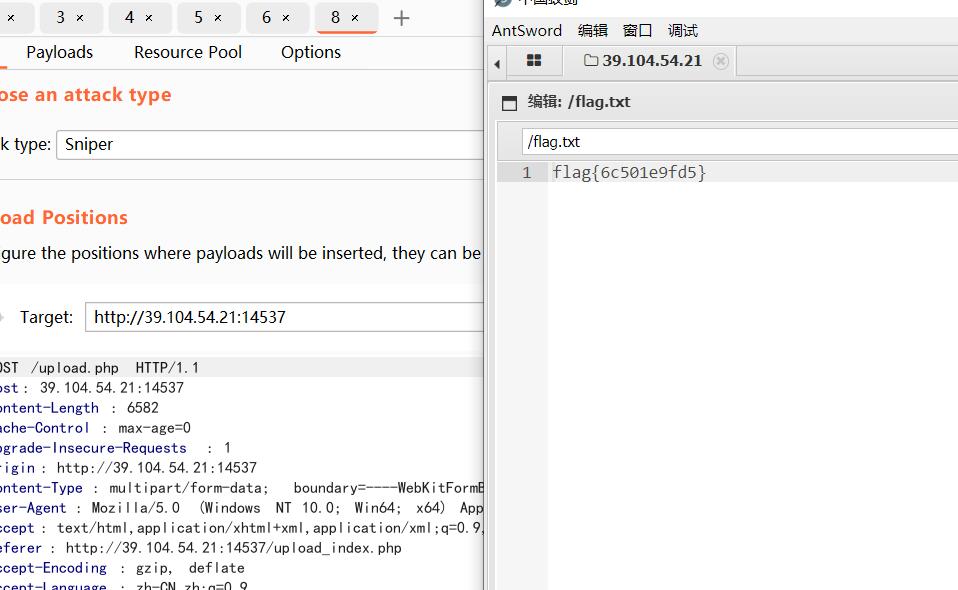 3 ×
4 ×
5 ×
6 ×
8 ×
+
Payloads
Resource Pool
Options
ose an attack type
k type:
Sniper
oad Positions
gure the positions where payloads will be inserted, they can be
Target:
http://39.104.54.21:14537
OST /upload.php HTTP/1.1
ost : 39.104.54.21:14537
ontent-Length : 6582
ache-Control : max-age=0
pgrade-Insecure-Requests : 1
rigin : http://39.104.54.21:14537
ontent-Type : multipart/form-data; boundary=----WebKitFormB
ser-Agent : Mozilla/5.0 (Windows NT 10.0; Win64; x64) App
ccept : text/html,application/xhtml+xml,application/xml;q=0.9,
eferer : http://39.104.54.21:14537/upload_index.php
ccept-Encoding : gzip, deflate
ccept-Language : zh-CN,zh;q=0.9
AntSword 编辑 窗口 调试
39.104.54.21
编辑: /flag.txt
/flag.txt
1 flag{6c501e9fd5}